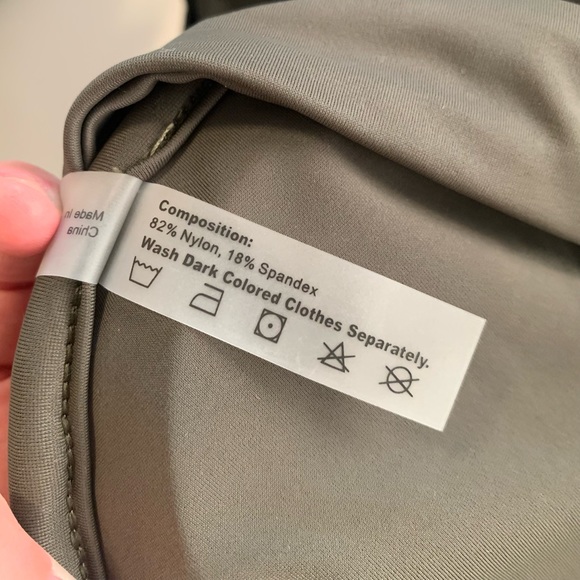 Made in
China
Composition:
82% Nylon, 18% Spandex
Wash Dark Colored Clothes Separately.